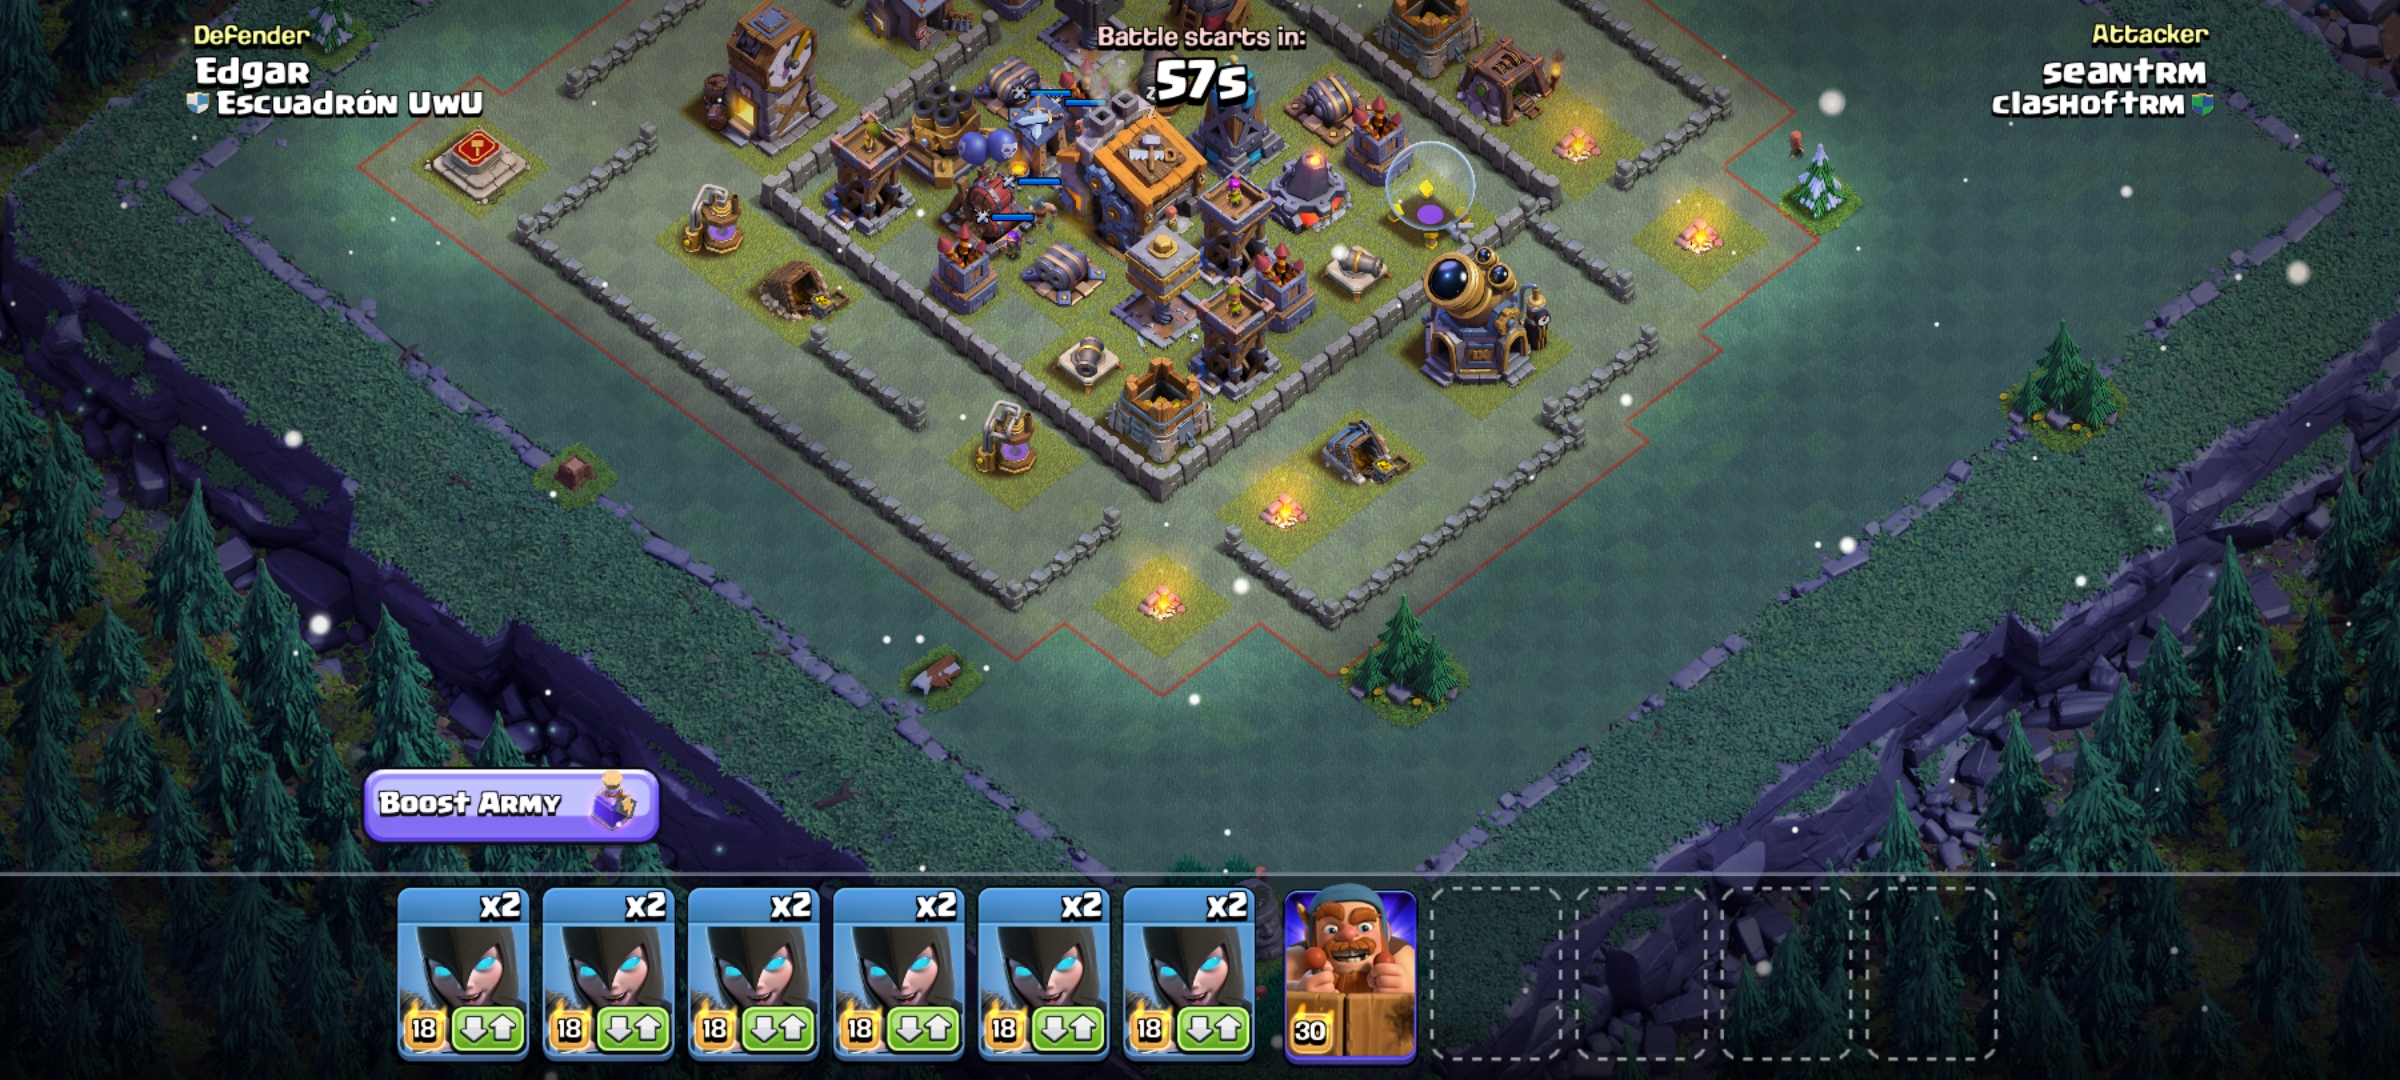 Defender
Edgar
Escuadrón UwU
Battle starts in:
57s
Attacker
seantRM
clashoftRM
Boost Army
x2
x2
x2
x2
x2
x2
18
18
18
18
18
18
30